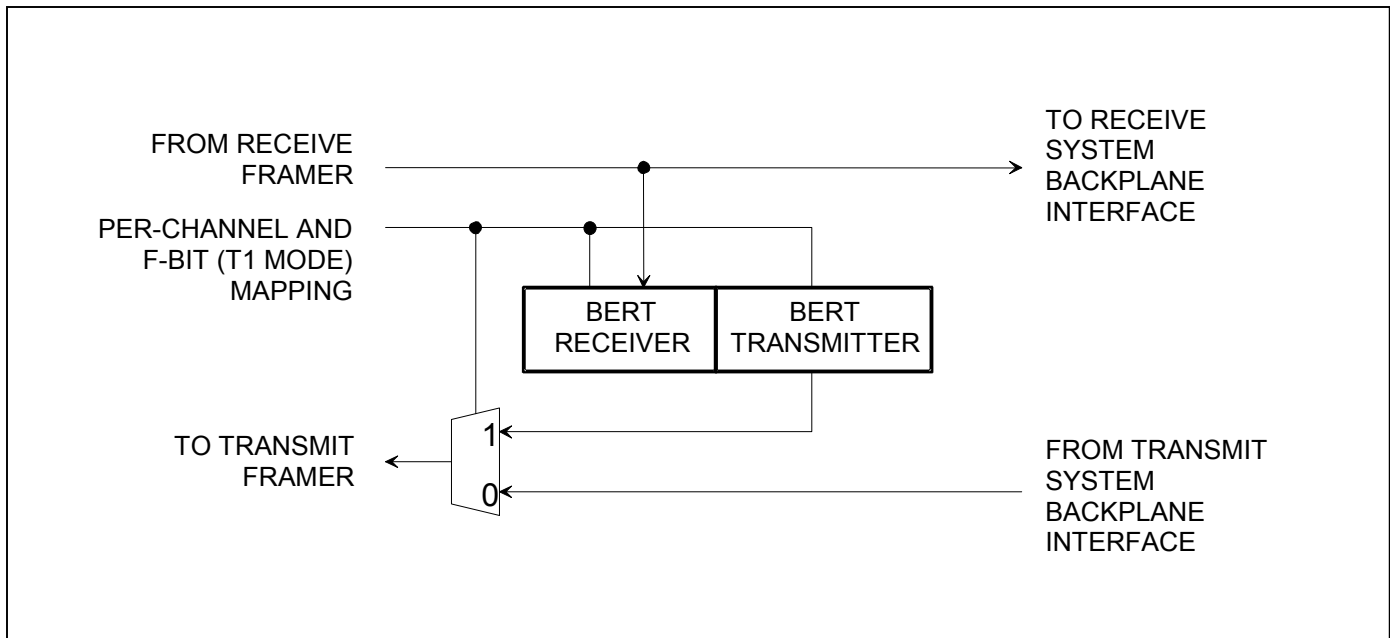 FROM RECEIVE
FRAMER
TO RECEIVE
SYSTEM
BACKPLANE
INTERFACE
PER-CHANNEL AND
F-BIT (T1 MODE)
MAPPING
BERT
RECEIVER
BERT
TRANSMITTER
TO TRANSMIT
FRAMER
1
0
FROM TRANSMIT
SYSTEM
BACKPLANE
INTERFACE